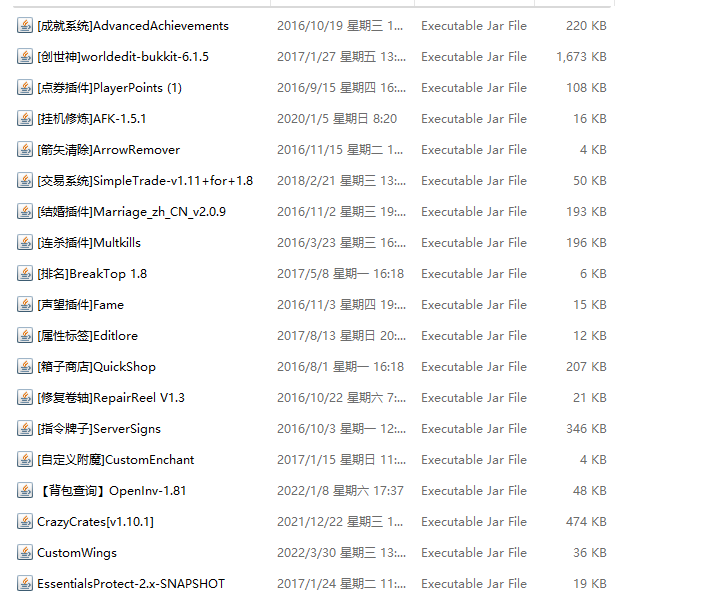 [成就系统]AdvancedAchievements 2016/10/19 星期三 1... Executable Jar File 220 KB
[创世神]worldedit-bukkit-6.1.5 2017/1/27 星期五 13:... Executable Jar File 1,673 KB
[点券插件]PlayerPoints (1) 2016/9/15 星期四 16:... Executable Jar File 108 KB
[挂机修炼]AFK-1.5.1 2020/1/5 星期日 8:20 Executable Jar File 16 KB
[箭矢清除]ArrowRemover 2016/11/15 星期二 1... Executable Jar File 4 KB
[交易系统]SimpleTrade-v1.11+for+1.8 2018/2/21 星期三 13:... Executable Jar File 50 KB
[结婚插件]Marriage_zh_CN_v2.0.9 2016/11/2 星期三 19:... Executable Jar File 193 KB
[连杀插件]Multkills 2016/3/23 星期三 16:... Executable Jar File 196 KB
[排名]BreakTop 1.8 2017/5/8 星期一 16:18 Executable Jar File 6 KB
[声望插件]Fame 2016/11/3 星期四 19:... Executable Jar File 15 KB
[属性标签]Editlore 2017/8/13 星期日 20:... Executable Jar File 12 KB
[箱子商店]QuickShop 2016/8/1 星期一 16:18 Executable Jar File 207 KB
[修复卷轴]RepairReel V1.3 2016/10/22 星期六 7:... Executable Jar File 21 KB
[指令牌子]ServerSigns 2016/10/3 星期一 12:... Executable Jar File 346 KB
[自定义附魔]CustomEnchant 2017/1/15 星期日 11:... Executable Jar File 4 KB
【背包查询】OpenInv-1.81 2022/1/8 星期六 17:37 Executable Jar File 48 KB
CrazyCrates[v1.10.1] 2021/12/22 星期三 1... Executable Jar File 474 KB
CustomWings 2022/3/30 星期三 13:... Executable Jar File 36 KB
EssentialsProtect-2.x-SNAPSHOT 2017/1/24 星期二 11:... Executable Jar File 19 KB